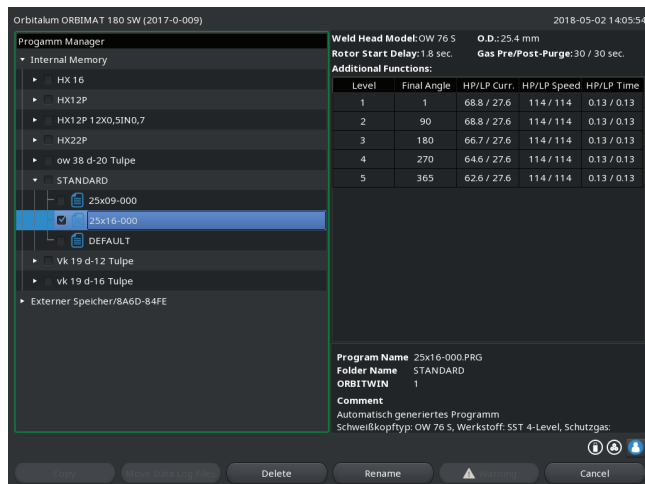 Orbitalum ORBIMAT 180 SW (2017-0-009) 2018-05-02 14:05:54
Progamm Manager
Internal Memory
HX 16
HX12P
HX12P 12X0,5IN0,7
HX22P
ow 38 d-20 Tulpe
STANDARD
25x09-000
25x16-000
DEFAULT
Vk 19 d-12 Tulpe
vk 19 d-16 Tulpe
Externer Speicher/8A6D-84FE
Weld Head Model: OW 76 S O.D.: 25.4 mm
Rotor Start Delay: 1.8 sec. Gas Pre/Post-Purge: 30 / 30 sec.
Additional Functions:
Level Final Angle HP/LP Curr. HP/LP Speed HP/LP Time
1 1 68.8 / 27.6 114 / 114 0.13 / 0.13
2 90 68.8 / 27.6 114 / 114 0.13 / 0.13
3 180 66.7 / 27.6 114 / 114 0.13 / 0.13
4 270 64.6 / 27.6 114 / 114 0.13 / 0.13
5 365 62.6 / 27.6 114 / 114 0.13 / 0.13
Program Name 25x16-000.PRG
Folder Name STANDARD
ORBITWIN 1
Comment
Automatisch generiertes Programm
Schweißkopftyp: OW 76 S, Werkstoff: SST 4-Level, Schutzgas:
Copy Move Data Log Files Delete Rename Warning Cancel